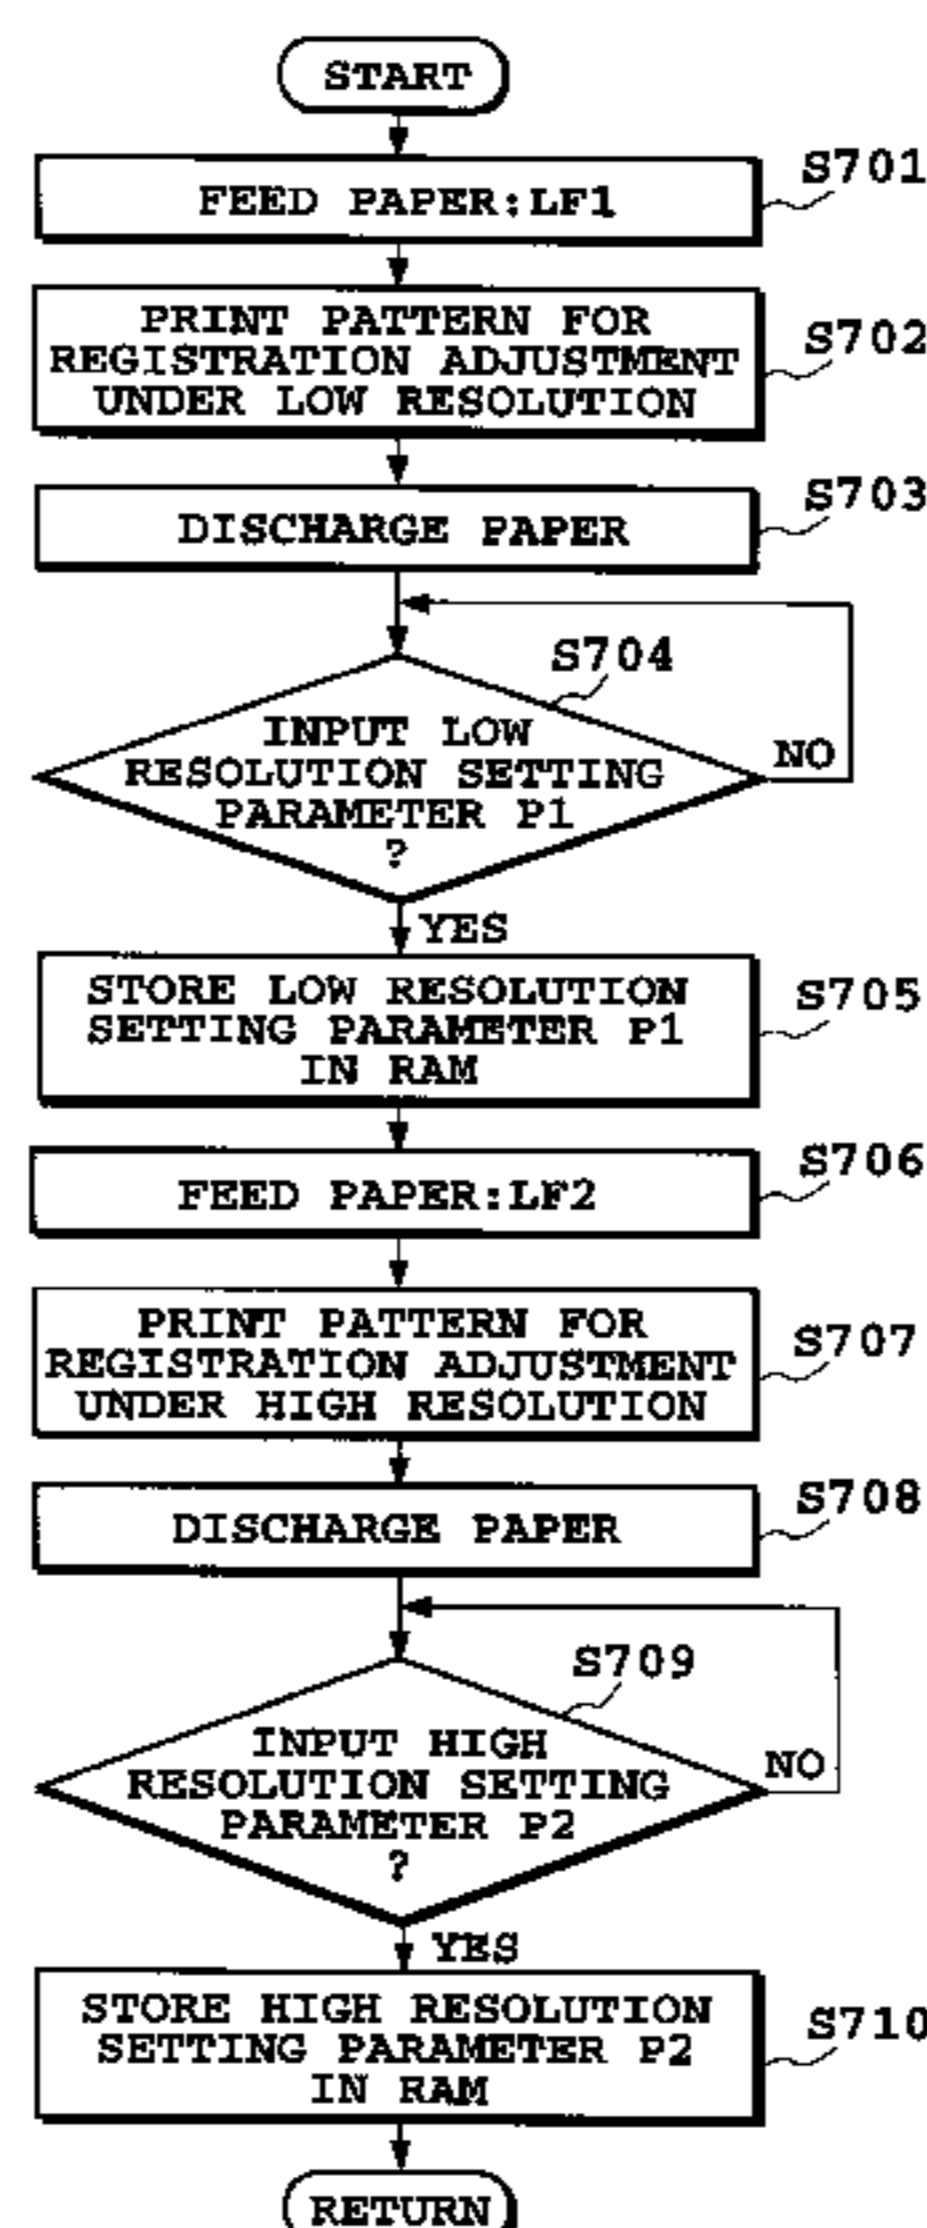 START
S701
FEED PAPER:LF1
PRINT PATTERN FOR
REGISTRATION ADJUSTMENT
UNDER LOW RESOLUTION
S702
S703
DISCHARGE PAPER
S704
INPUT LOW
RESOLUTION SETTING
PARAMETER P1
?
NO
YES
STORE LOW RESOLUTION
SETTING PARAMETER P1
IN RAM
S705
S706
FEED PAPER:LF2
PRINT PATTERN FOR
REGISTRATION ADJUSTMENT
UNDER HIGH RESOLUTION
S707
S708
DISCHARGE PAPER
S709
INPUT HIGH
RESOLUTION SETTING
PARAMETER P2
?
NO
YES
STORE HIGH RESOLUTION
SETTING PARAMETER P2
IN RAM
S710
RETURN